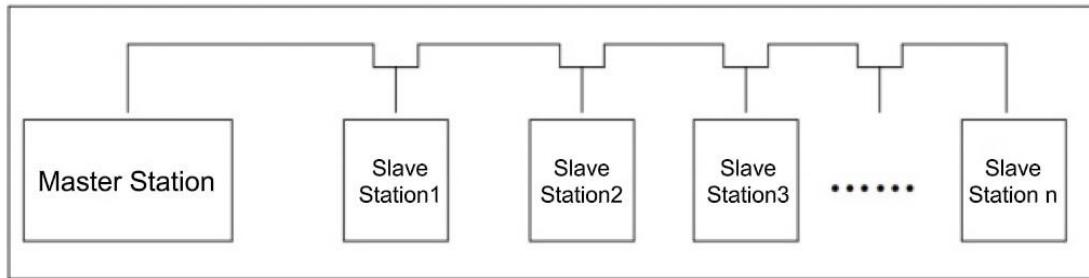 Master Station
Slave
Station1
Slave
Station2
Slave
Station3
......
Slave
Station n